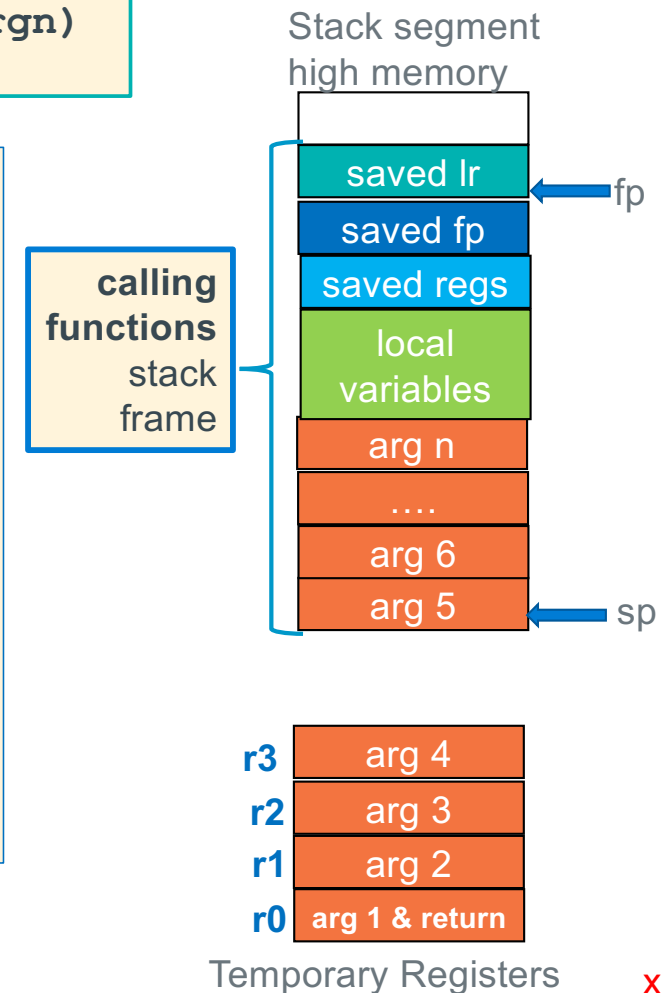 rgn)
Stack segment
high memory
saved lr
fp
saved fp
saved regs
calling
functions
stack
frame
local
variables
arg n
....
arg 6
arg 5
sp
r3 arg 4
r2 arg 3
r1 arg 2
r0 arg 1 & return
Temporary Registers
x